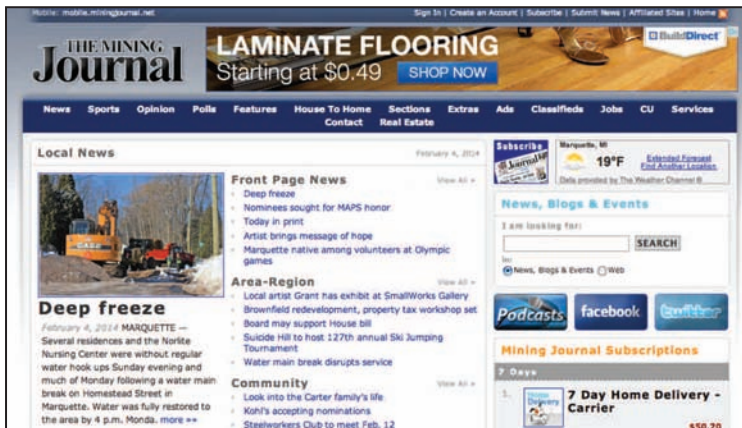 Mobile: mobile.miningjournal.net
Sign In | Create an Account | Subscribe | Submit News | Affiliated Sites | Home
THE MINING
Journal
LAMINATE FLOORING
Starting at $0.49 SHOP NOW
BuildDirect
News Sports Opinion Polls Features House To Home Sections Extras Ads Classifieds Jobs CU Services
Contact Real Estate
Local News
February 4, 2014
CASE
Deep freeze
February 4, 2014 MARQUETTE —
Several residences and the Norlite
Nursing Center were without regular
water hook ups Sunday evening and
much of Monday following a water main
break on Homestead Street in
Marquette. Water was fully restored to
the area by 4 p.m. Monda. more »»
Front Page News View All »
Deep freeze
Nominees sought for MAPS honor
Today in print
Artist brings message of hope
Marquette native among volunteers at Olympic
games
Area-Region View All »
Local artist Grant has exhibit at SmallWorks Gallery
Brownfield redevelopment, property tax workshop set
Board may support House bill
Suicide Hill to host 127th annual Ski Jumping
Tournament
Water main break disrupts service
Community View All »
Look into the Carter family's life
Kohl's accepting nominations
Steelworkers Club to meet Feb. 12
Subscribe
Journal
Marquette, MI
19°F
Extended Forecast
Find Another Location
Data provided by The Weather Channel ®
News, Blogs & Events
I am looking for:
SEARCH
in:
News, Blogs & Events Web
Podcasts facebook twitter
Mining Journal Subscriptions
7 Days
1.
Home
Delivery
7 Day Home Delivery -
Carrier
$50.70